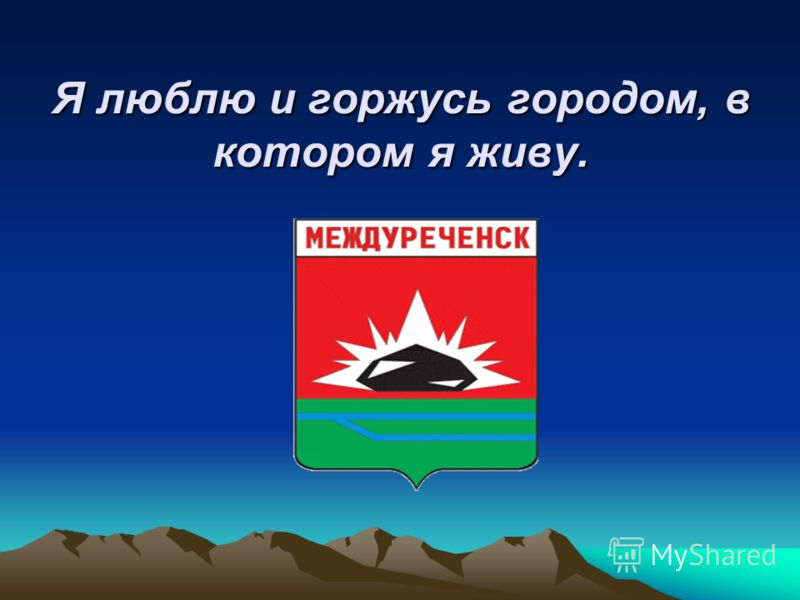 Я люблю и горжусь городом, в
котором я живу.
МЕЖДУРЕЧЕНСК
MyShared